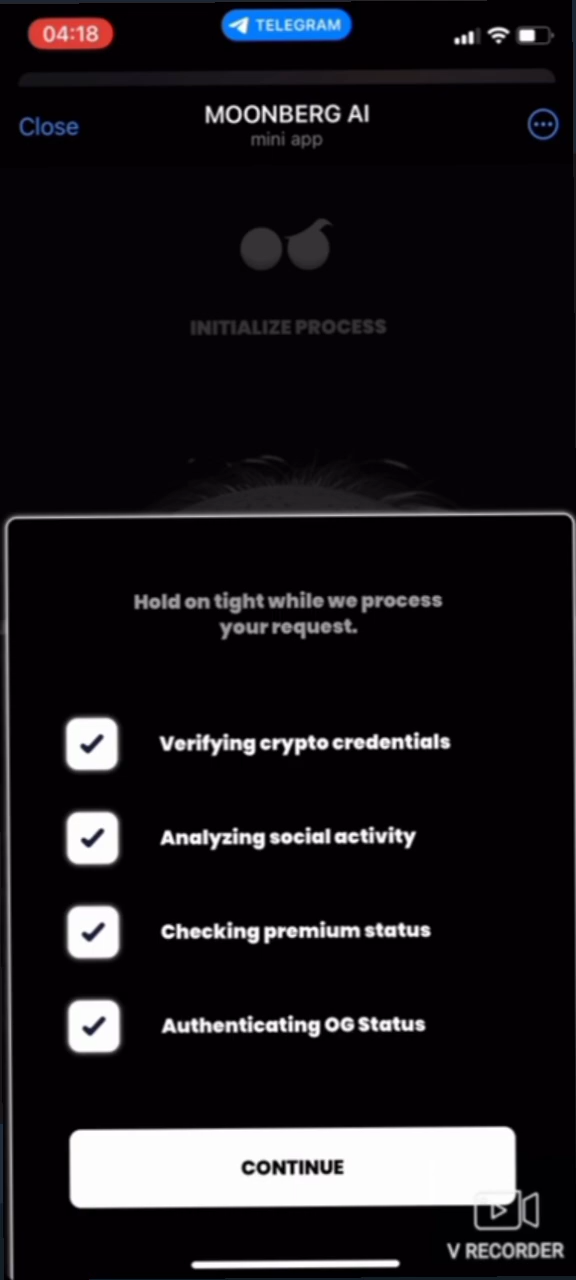 04:18
TELEGRAM
Close
MOONBERG AI
mini app
INITIALIZE PROCESS
Hold on tight while we process
your request.
Verifying crypto credentials
Analyzing social activity
Checking premium status
Authenticating OG Status
CONTINUE
V RECORDER